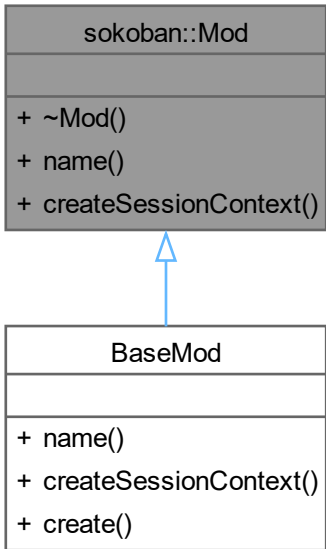 sokoban::Mod
+ ~Mod()
+ name()
+ createSessionContext()
BaseMod
+ name()
+ createSessionContext()
+ create()